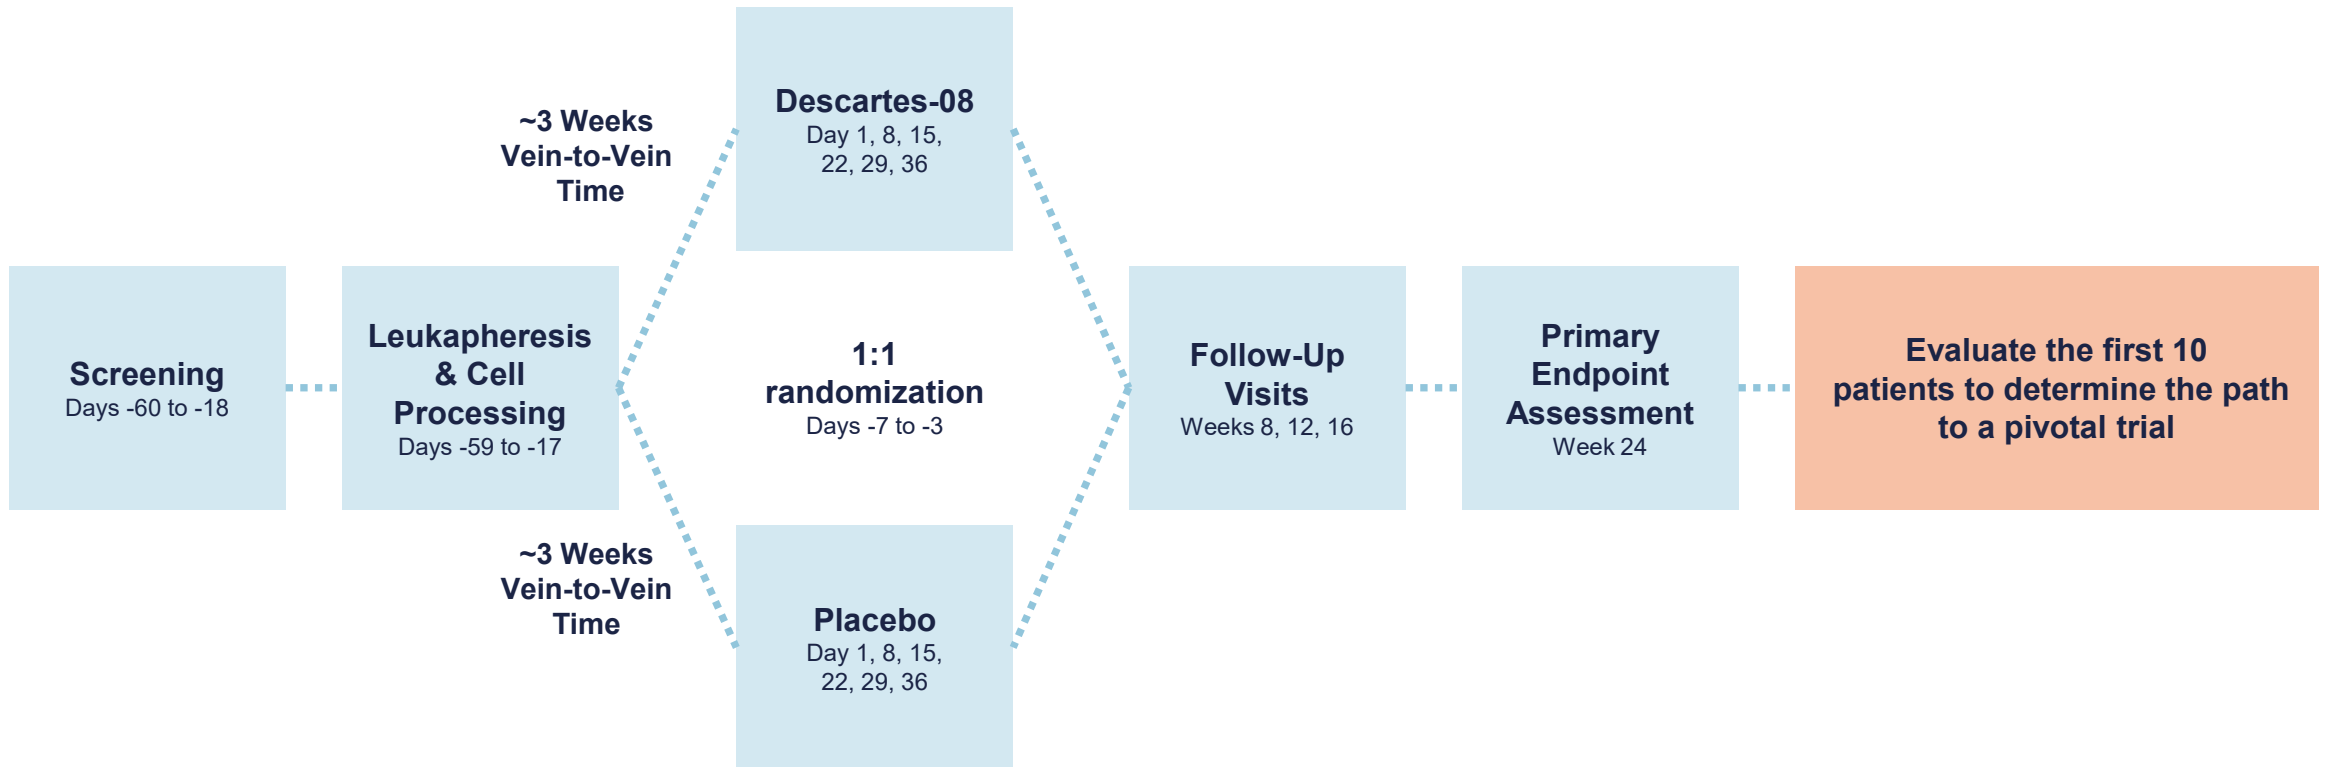 Screening
Days -60 to -18
Leukapheresis
& Cell
Processing
Days -59 to -17
~3 Weeks
Vein-to-Vein
Time
~3 Weeks
Vein-to-Vein
Time
Descartes-08
Day 1, 8, 15,
22, 29, 36
1:1
randomization
Days -7 to -3
Placebo
Day 1, 8, 15,
22, 29, 36
Follow-Up
Visits
Weeks 8, 12, 16
Primary
Endpoint
Assessment
Week 24
Evaluate the first 10
patients to determine the path
to a pivotal trial